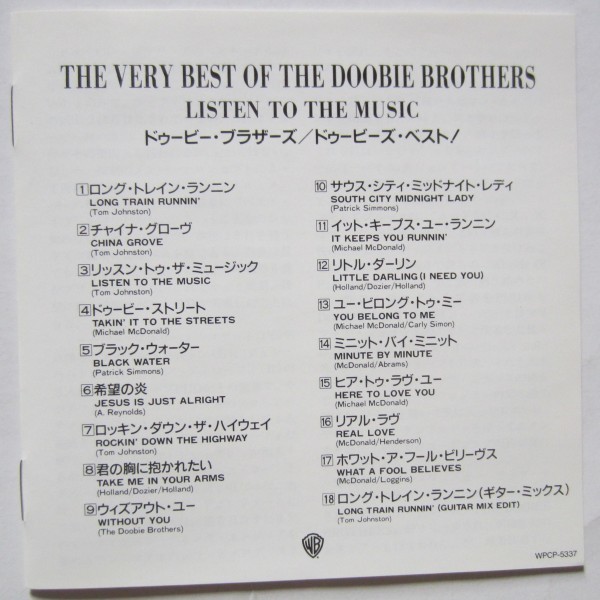 THE VERY BEST OF THE DOOBIE BROTHERS
LISTEN TO THE MUSIC
ドゥービー・ブラザーズ／ドゥービーズ・ベスト！
1 ロング・トレイン・ランニン
LONG TRAIN RUNNIN'
(Tom Johnston)
2 チャイナ・グローヴ
CHINA GROVE
(Tom Johnston)
3 リッスン・トゥ・ザ・ミュージック
LISTEN TO THE MUSIC
(Tom Johnston)
4 ドゥービー・ストリート
TAKIN' IT TO THE STREETS
(Michael McDonald)
5 ブラック・ウォーター
BLACK WATER
(Patrick Simmons)
6 希望の炎
JESUS IS JUST ALRIGHT
(A. Reynolds)
7 ロッキン・ダウン・ザ・ハイウェイ
ROCKIN' DOWN THE HIGHWAY
(Tom Johnston)
8 君の胸に抱かれたい
TAKE ME IN YOUR ARMS
(Holland/Dozier/Holland)
9 ウィズアウト・ユー
WITHOUT YOU
(The Doobie Brothers)
10 サウス・シティ・ミッドナイト・レディ
SOUTH CITY MIDNIGHT LADY
(Patrick Simmons)
11 イット・キープス・ユー・ランニン
IT KEEPS YOU RUNNIN'
(Michael McDonald)
12 リトル・ダーリン
LITTLE DARLING (I NEED YOU)
(Holland/Dozier/Holland)
13 ユー・ビロング・トゥ・ミー
YOU BELONG TO ME
(Michael McDonald/Carly Simon)
14 ミニット・バイ・ミニット
MINUTE BY MINUTE
(McDonald/Abrams)
15 ヒア・トゥ・ラヴ・ユー
HERE TO LOVE YOU
(Michael McDonald)
16 リアル・ラヴ
REAL LOVE
(McDonald/Henderson)
17 ホワット・ア・フール・ビリーヴス
WHAT A FOOL BELIEVES
(McDonald/Loggins)
18 ロング・トレイン・ランニン（ギター・ミックス）
LONG TRAIN RUNNIN' (GUITAR MIX EDIT)
(Tom Johnston)
WB
WPCP-5337